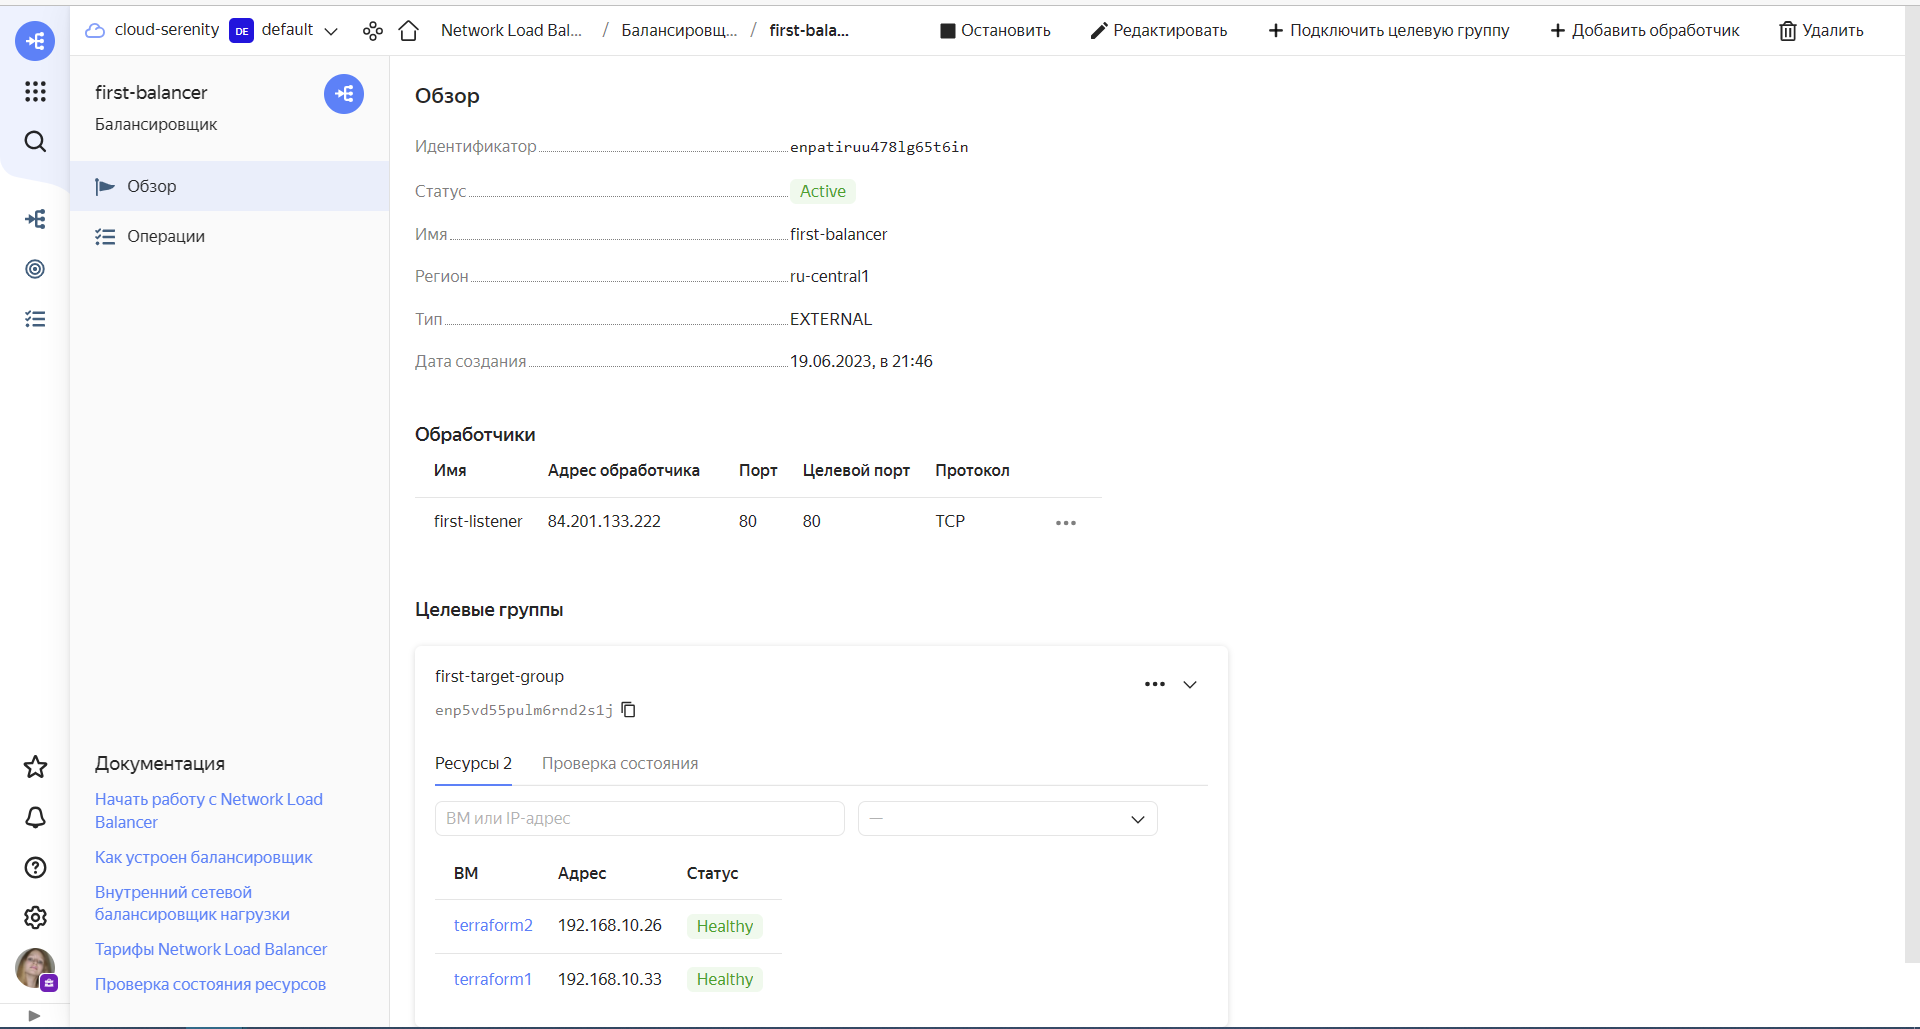 cloud-serenity DE default Network Load Bal... / Балансировщ... / first-bala... Остановить Редактировать Подключить целевую группу Добавить обработчик Удалить
first-balancer
Балансировщик
Обзор
Операции
Документация
Начать работу с Network Load
Balancer
Как устроен балансировщик
Внутренний сетевой
балансировщик нагрузки
Тарифы Network Load Balancer
Проверка состояния ресурсов
Обзор
Идентификатор enpatiruu478lg65t6in
Статус Active
Имя first-balancer
Регион ru-central1
Тип EXTERNAL
Дата создания 19.06.2023, в 21:46
Обработчики
Имя Адрес обработчика Порт Целевой порт Протокол
first-listener 84.201.133.222 80 80 TCP
Целевые группы
first-target-group
enp5vd55pulm6rnd2s1j
Ресурсы 2 Проверка состояния
ВМ или IP-адрес —
ВМ Адрес Статус
terraform2 192.168.10.26 Healthy
terraform1 192.168.10.33 Healthy